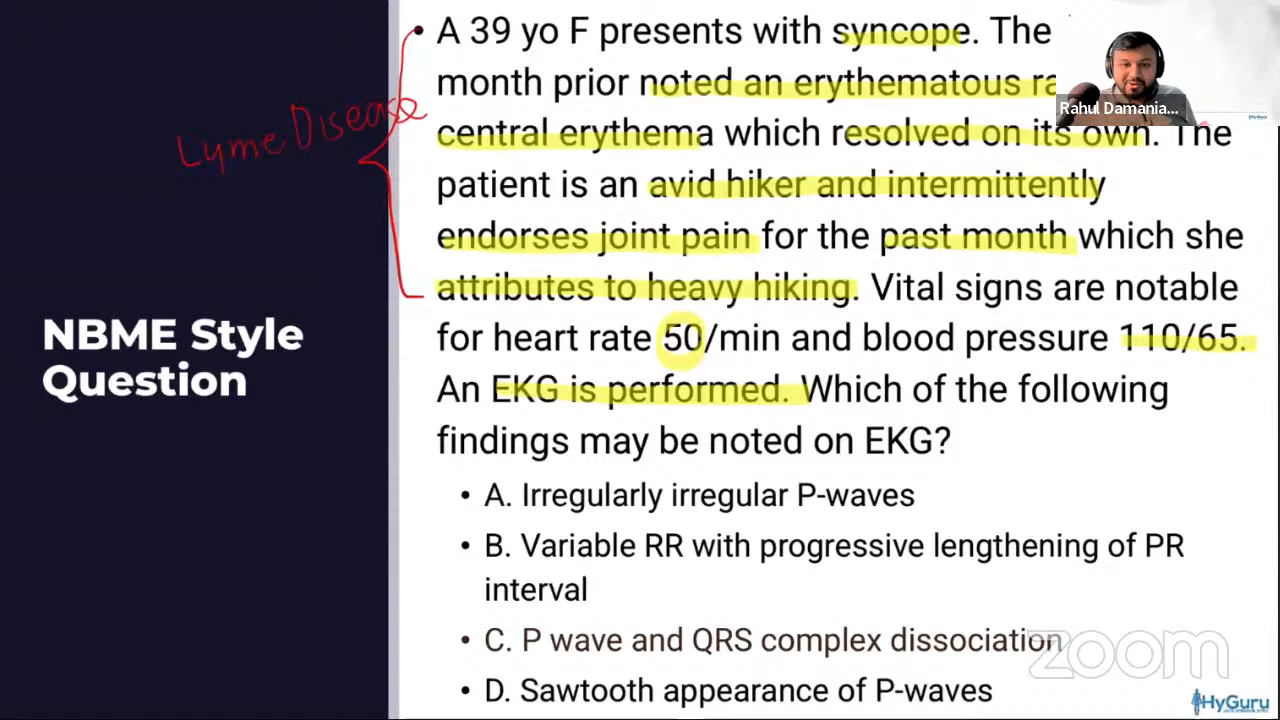 • A 39 yo F presents with syncope. The
month prior noted an erythematous
Rahul Damania...
Lyme Disease
central erythema which resolved on its own. The
patient is an avid hiker and intermittently
endorses joint pain for the past month which she
attributes to heavy hiking. Vital signs are notable
NBME Style
Question
for heart rate 50/min and blood pressure 110/65.
An EKG is performed. Which of the following
findings may be noted on EKG?
• A. Irregularly irregular P-waves
• B. Variable RR with progressive lengthening of PR
interval
• C. P wave and QRS complex dissociation
zoom
• D. Sawtooth appearance of P-waves
HyGuru